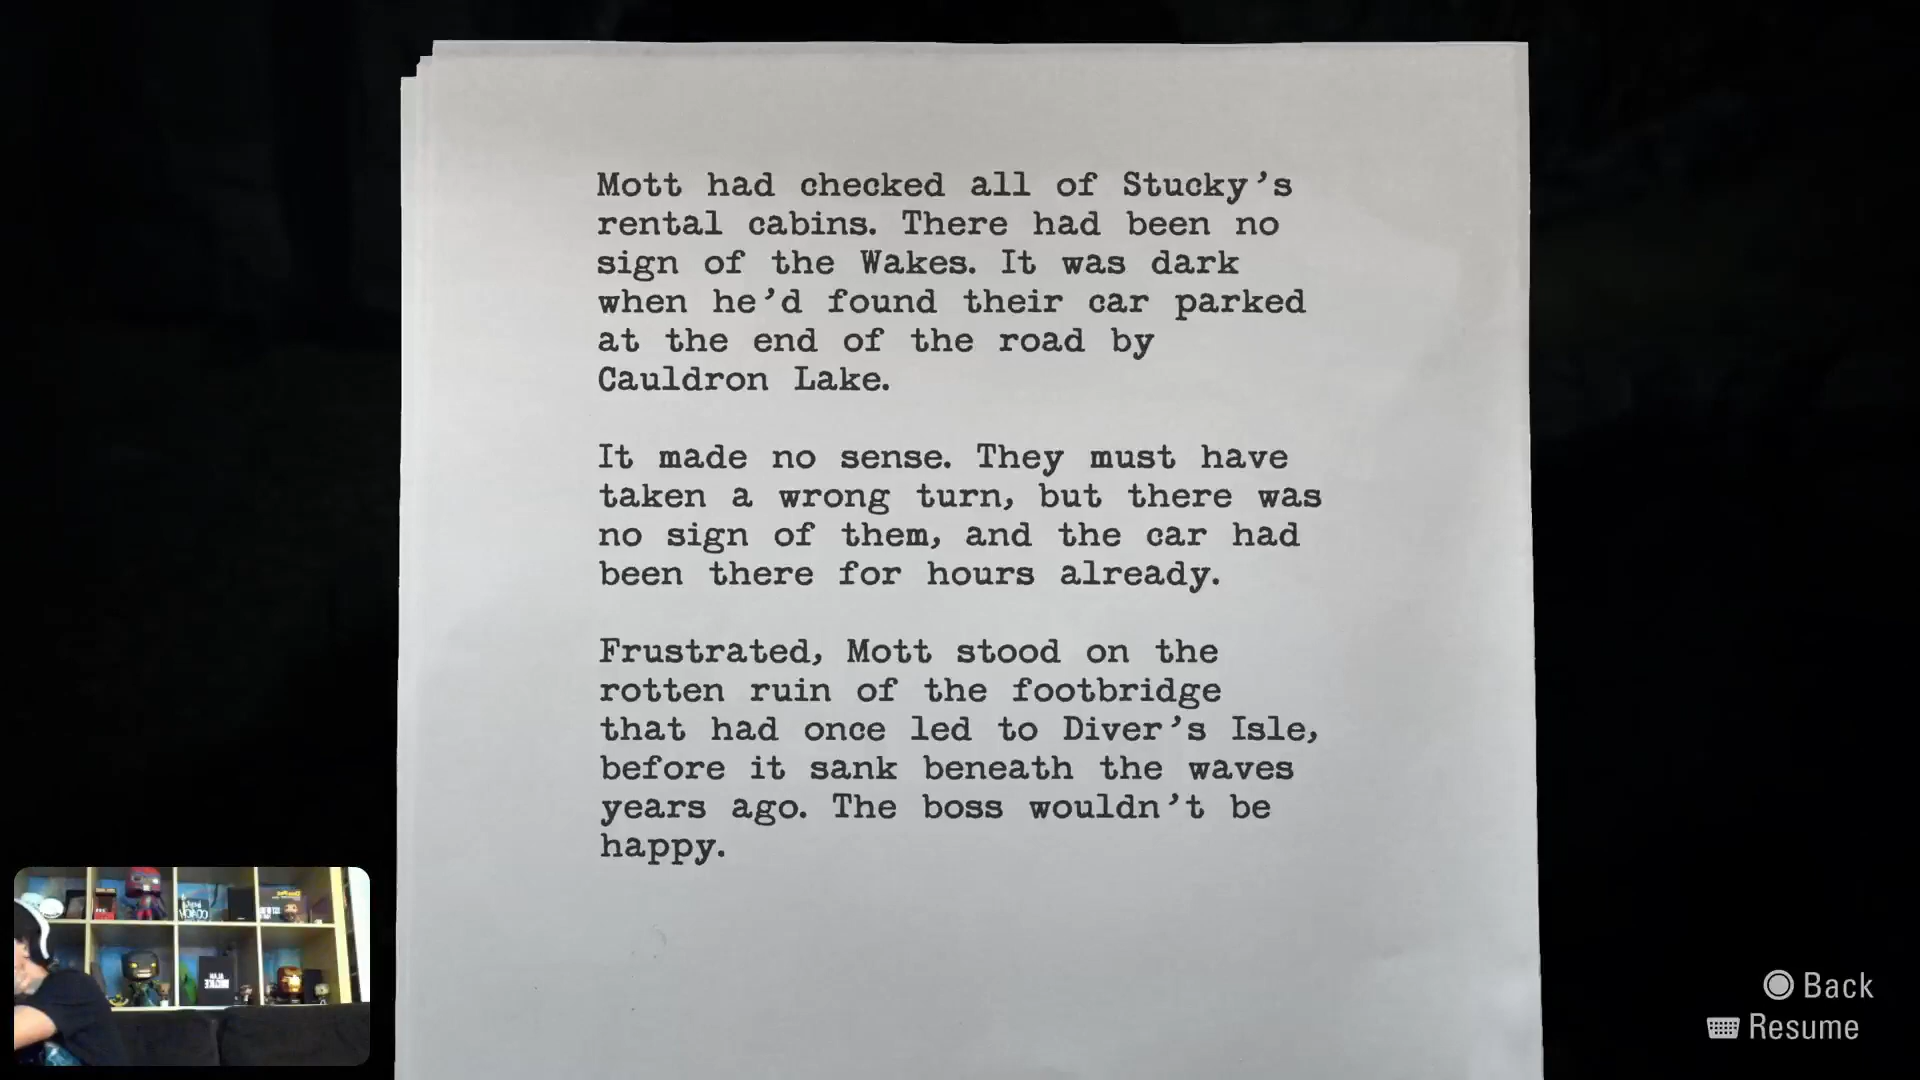 Mott had checked all of Stucky’s
rental cabins. There had been no
sign of the Wakes. It was dark
when he’d found their car parked
at the end of the road by
Cauldron Lake.
It made no sense. They must have
taken a wrong turn, but there was
no sign of them, and the car had
been there for hours already.
Frustrated, Mott stood on the
rotten ruin of the footbridge
that had once led to Diver’s Isle,
before it sank beneath the waves
years ago. The boss wouldn’t be
happy.
Back
Resume